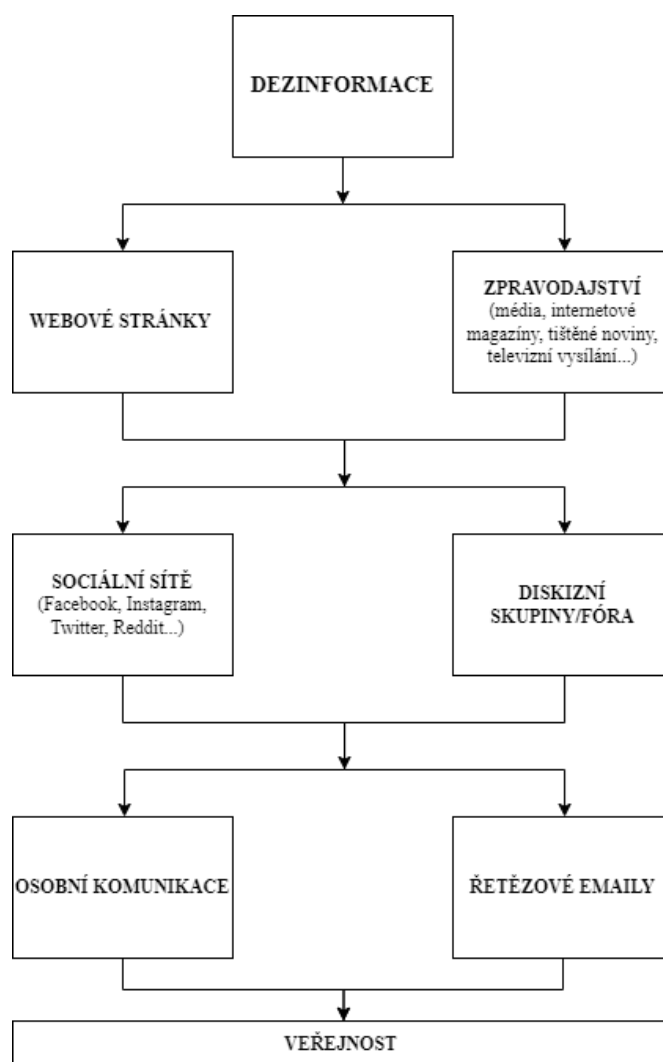 DEZINFORMACE
WEBOVÉ STRÁNKY
ZPRAVODAJSTVÍ
(média, internetové
magazíny, tištěné noviny,
televizní vysílání...)
SOCIÁLNÍ SÍTĚ
(Facebook, Instagram,
Twitter, Reddit...)
DISKIZNÍ
SKUPINY/FÓRA
OSOBNÍ KOMUNIKACE
ŘETĚZOVÉ EMAILY
VEŘEJNOST